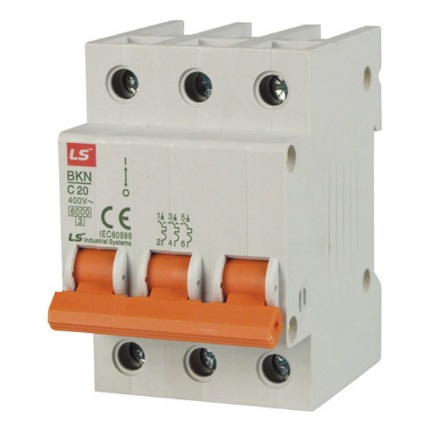 LS
BKN
C 20
400V~
6000
3
IEC60898
LS Industrial Systems
CE
I
O
1 3 5
2 4 6